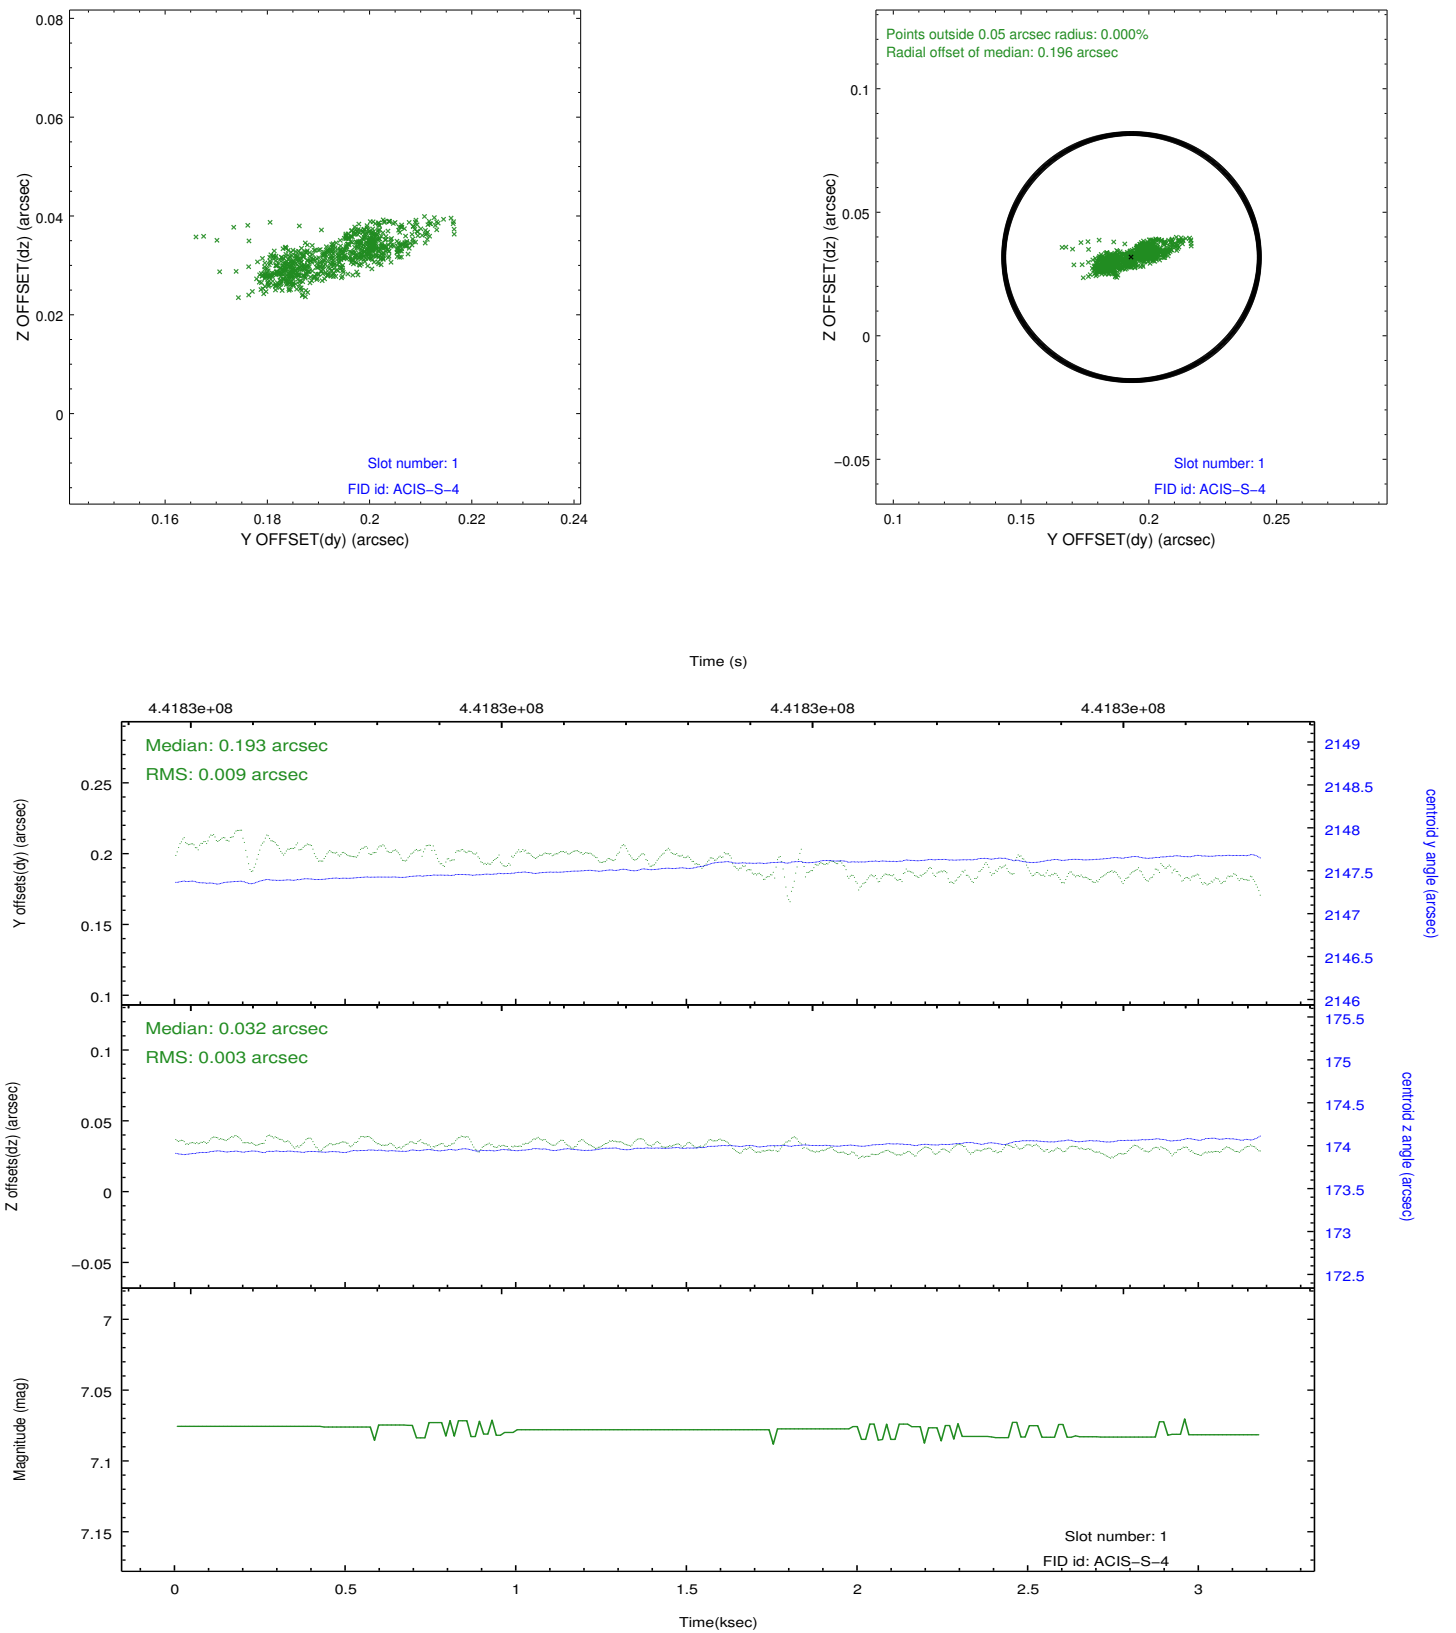 0.08
0.06
0.04
0.02
0
Z OFFSET(dz) (arcsec)
Slot number: 1
FID id: ACIS−S−4
0.16
0.18
0.2
0.22
0.24
Y OFFSET(dy) (arcsec)
Points outside 0.05 arcsec radius: 0.000%
Radial offset of median: 0.196 arcsec
0.1
0.05
0
−0.05
Z OFFSET(dz) (arcsec)
Slot number: 1
FID id: ACIS−S−4
0.1
0.15
0.2
0.25
Y OFFSET(dy) (arcsec)
Time (s)
4.4183e+08
4.4183e+08
4.4183e+08
4.4183e+08
Median: 0.193 arcsec
RMS: 0.009 arcsec
0.25
0.2
0.15
0.1
Y offsets(dy) (arcsec)
2149
2148.5
2148
2147.5
2147
2146.5
2146
centroid y angle (arcsec)
Median: 0.032 arcsec
RMS: 0.003 arcsec
0.1
0.05
0
−0.05
Z offsets(dz) (arcsec)
175.5
175
174.5
174
173.5
173
172.5
centroid z angle (arcsec)
7
7.05
7.1
7.15
Magnitude (mag)
Slot number: 1
FID id: ACIS−S−4
0
0.5
1
1.5
2
2.5
3
Time(ksec)